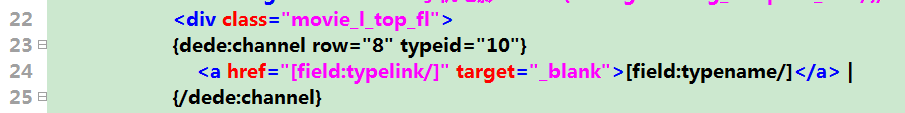 22 <div class="movie_l_top_fl">
23 {dede:channel row="8" typeid="10"}
24 <a href="[field:typelink/]" target="_blank">[field:typename/]</a> |
25 {/dede:channel}